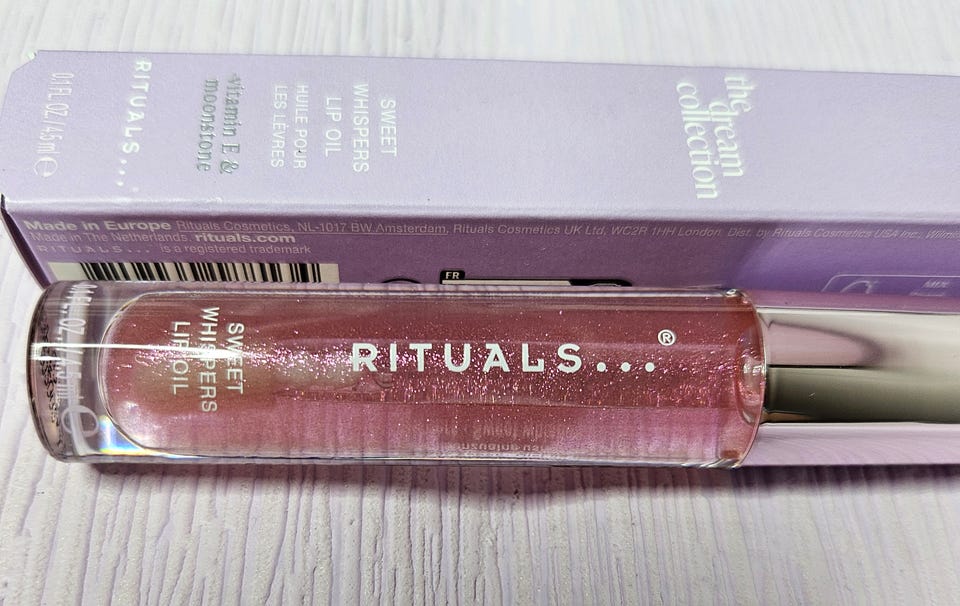 the
dream
collection
SWEET
WHISPERS
LIP OIL
HUILE POUR
LES LÈVRES
vitamin E &
moonstone
RITUALS...
0.1 FL OZ/4.5ml e
Made in Europe Rituals Cosmetics, NL-1017 BW Amsterdam, Rituals Cosmetics UK Ltd, WC2R 1HH London. Dist. by Rituals Cosmetics USA Inc.,
Made in The Netherlands. rituals.com
RITUALS... is a registered trademark
FR
SWEET
WHISPERS
LIP OIL
RITUALS...®